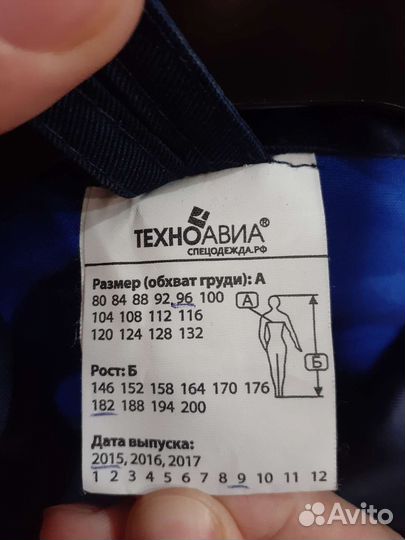 ТЕХНОАВИА®
СПЕЦОДЕЖДА.РФ
Размер (обхват груди): А
80 84 88 92 96 100
104 108 112 116
120 124 128 132
А
Б
Рост: Б
146 152 158 164 170 176
182 188 194 200
Дата выпуска:
2015, 2016, 2017
1 2 3 4 5 6 7 8 9 10 11 12
Avito